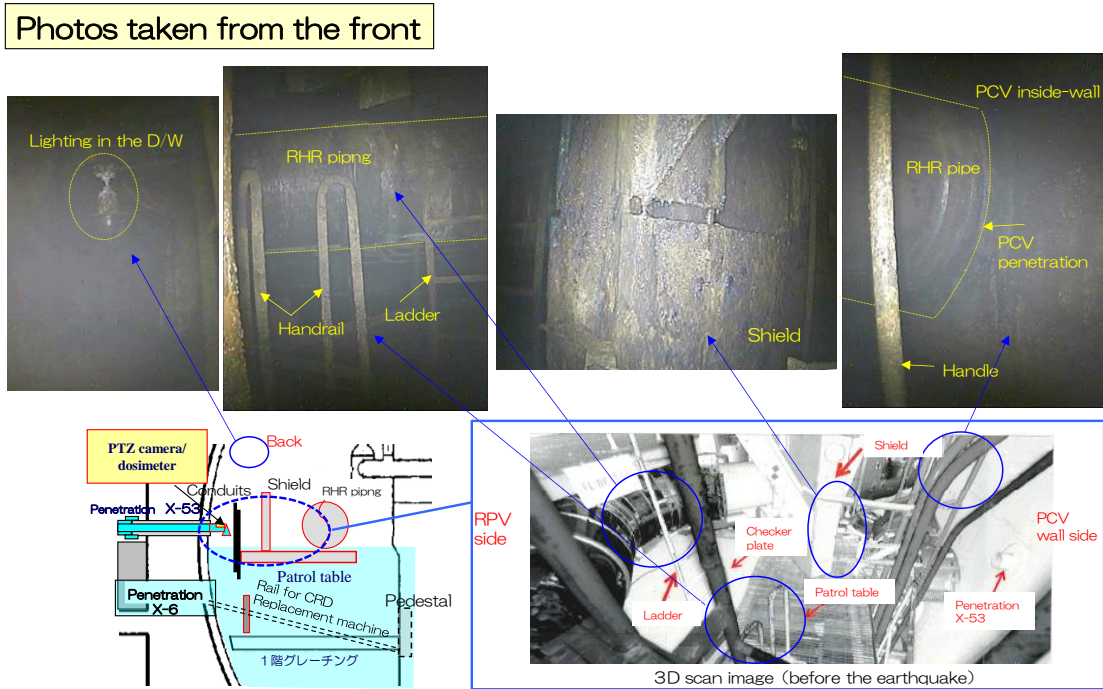 Photos taken from the front
Lighting in the D/W
RHR pipng
Handrail
Ladder
Shield
PCV inside-wall
RHR pipe
PCV
penetration
Handle
PTZ camera/
dosimeter
Back
Conduits
Shield
RHR pipng
Penetration X-53
Patrol table
Penetration
X-6
Rail for CRD
Replacement machine
Pedestal
1階グレーチング
RPV
side
Shield
Checker
plate
Patrol table
Ladder
PCV
wall side
Penetration
X-53
3D scan image (before the earthquake)